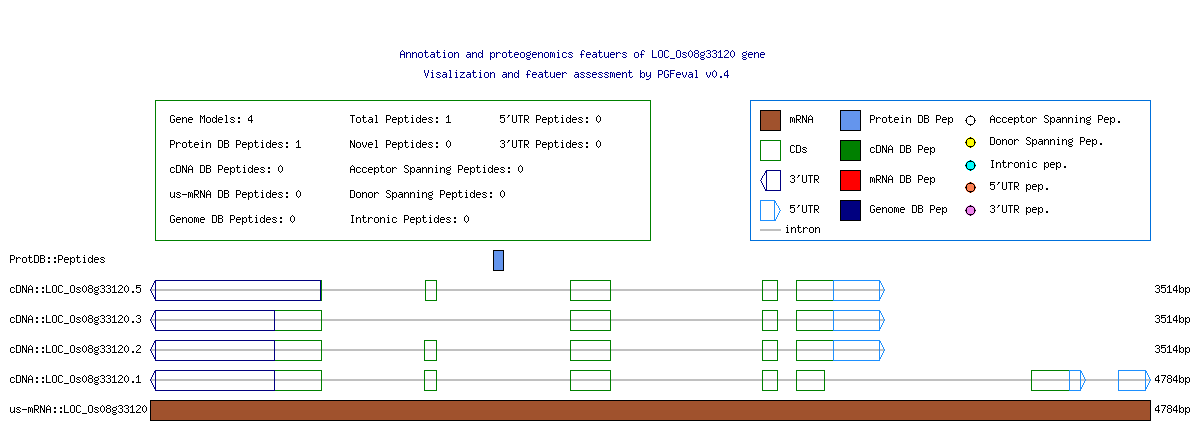 Annotation and proteogenomics featuers of LOC_Os08g33120 gene
Visalization and featuer assessment by PGFeval v0.4
Gene Models: 4 Total Peptides: 1 5'UTR Peptides: 0
Protein DB Peptides: 1 Novel Peptides: 0 3'UTR Peptides: 0
cDNA DB Peptides: 0 Acceptor Spanning Peptides: 0
us-mRNA DB Peptides: 0 Donor Spanning Peptides: 0
Genome DB Peptides: 0 Intronic Peptides: 0
mRNA Protein DB Pep Acceptor Spanning Pep.
CDs cDNA DB Pep Donor Spanning Pep.
3'UTR mRNA DB Pep Intronic pep.
5'UTR Genome DB Pep 5'UTR pep.
intron 3'UTR pep.
ProtDB::Peptides
cDNA::LOC_Os08g33120.5 3514bp
cDNA::LOC_Os08g33120.3 3514bp
cDNA::LOC_Os08g33120.2 3514bp
cDNA::LOC_Os08g33120.1 4784bp
us-mRNA::LOC_Os08g33120 4784bp